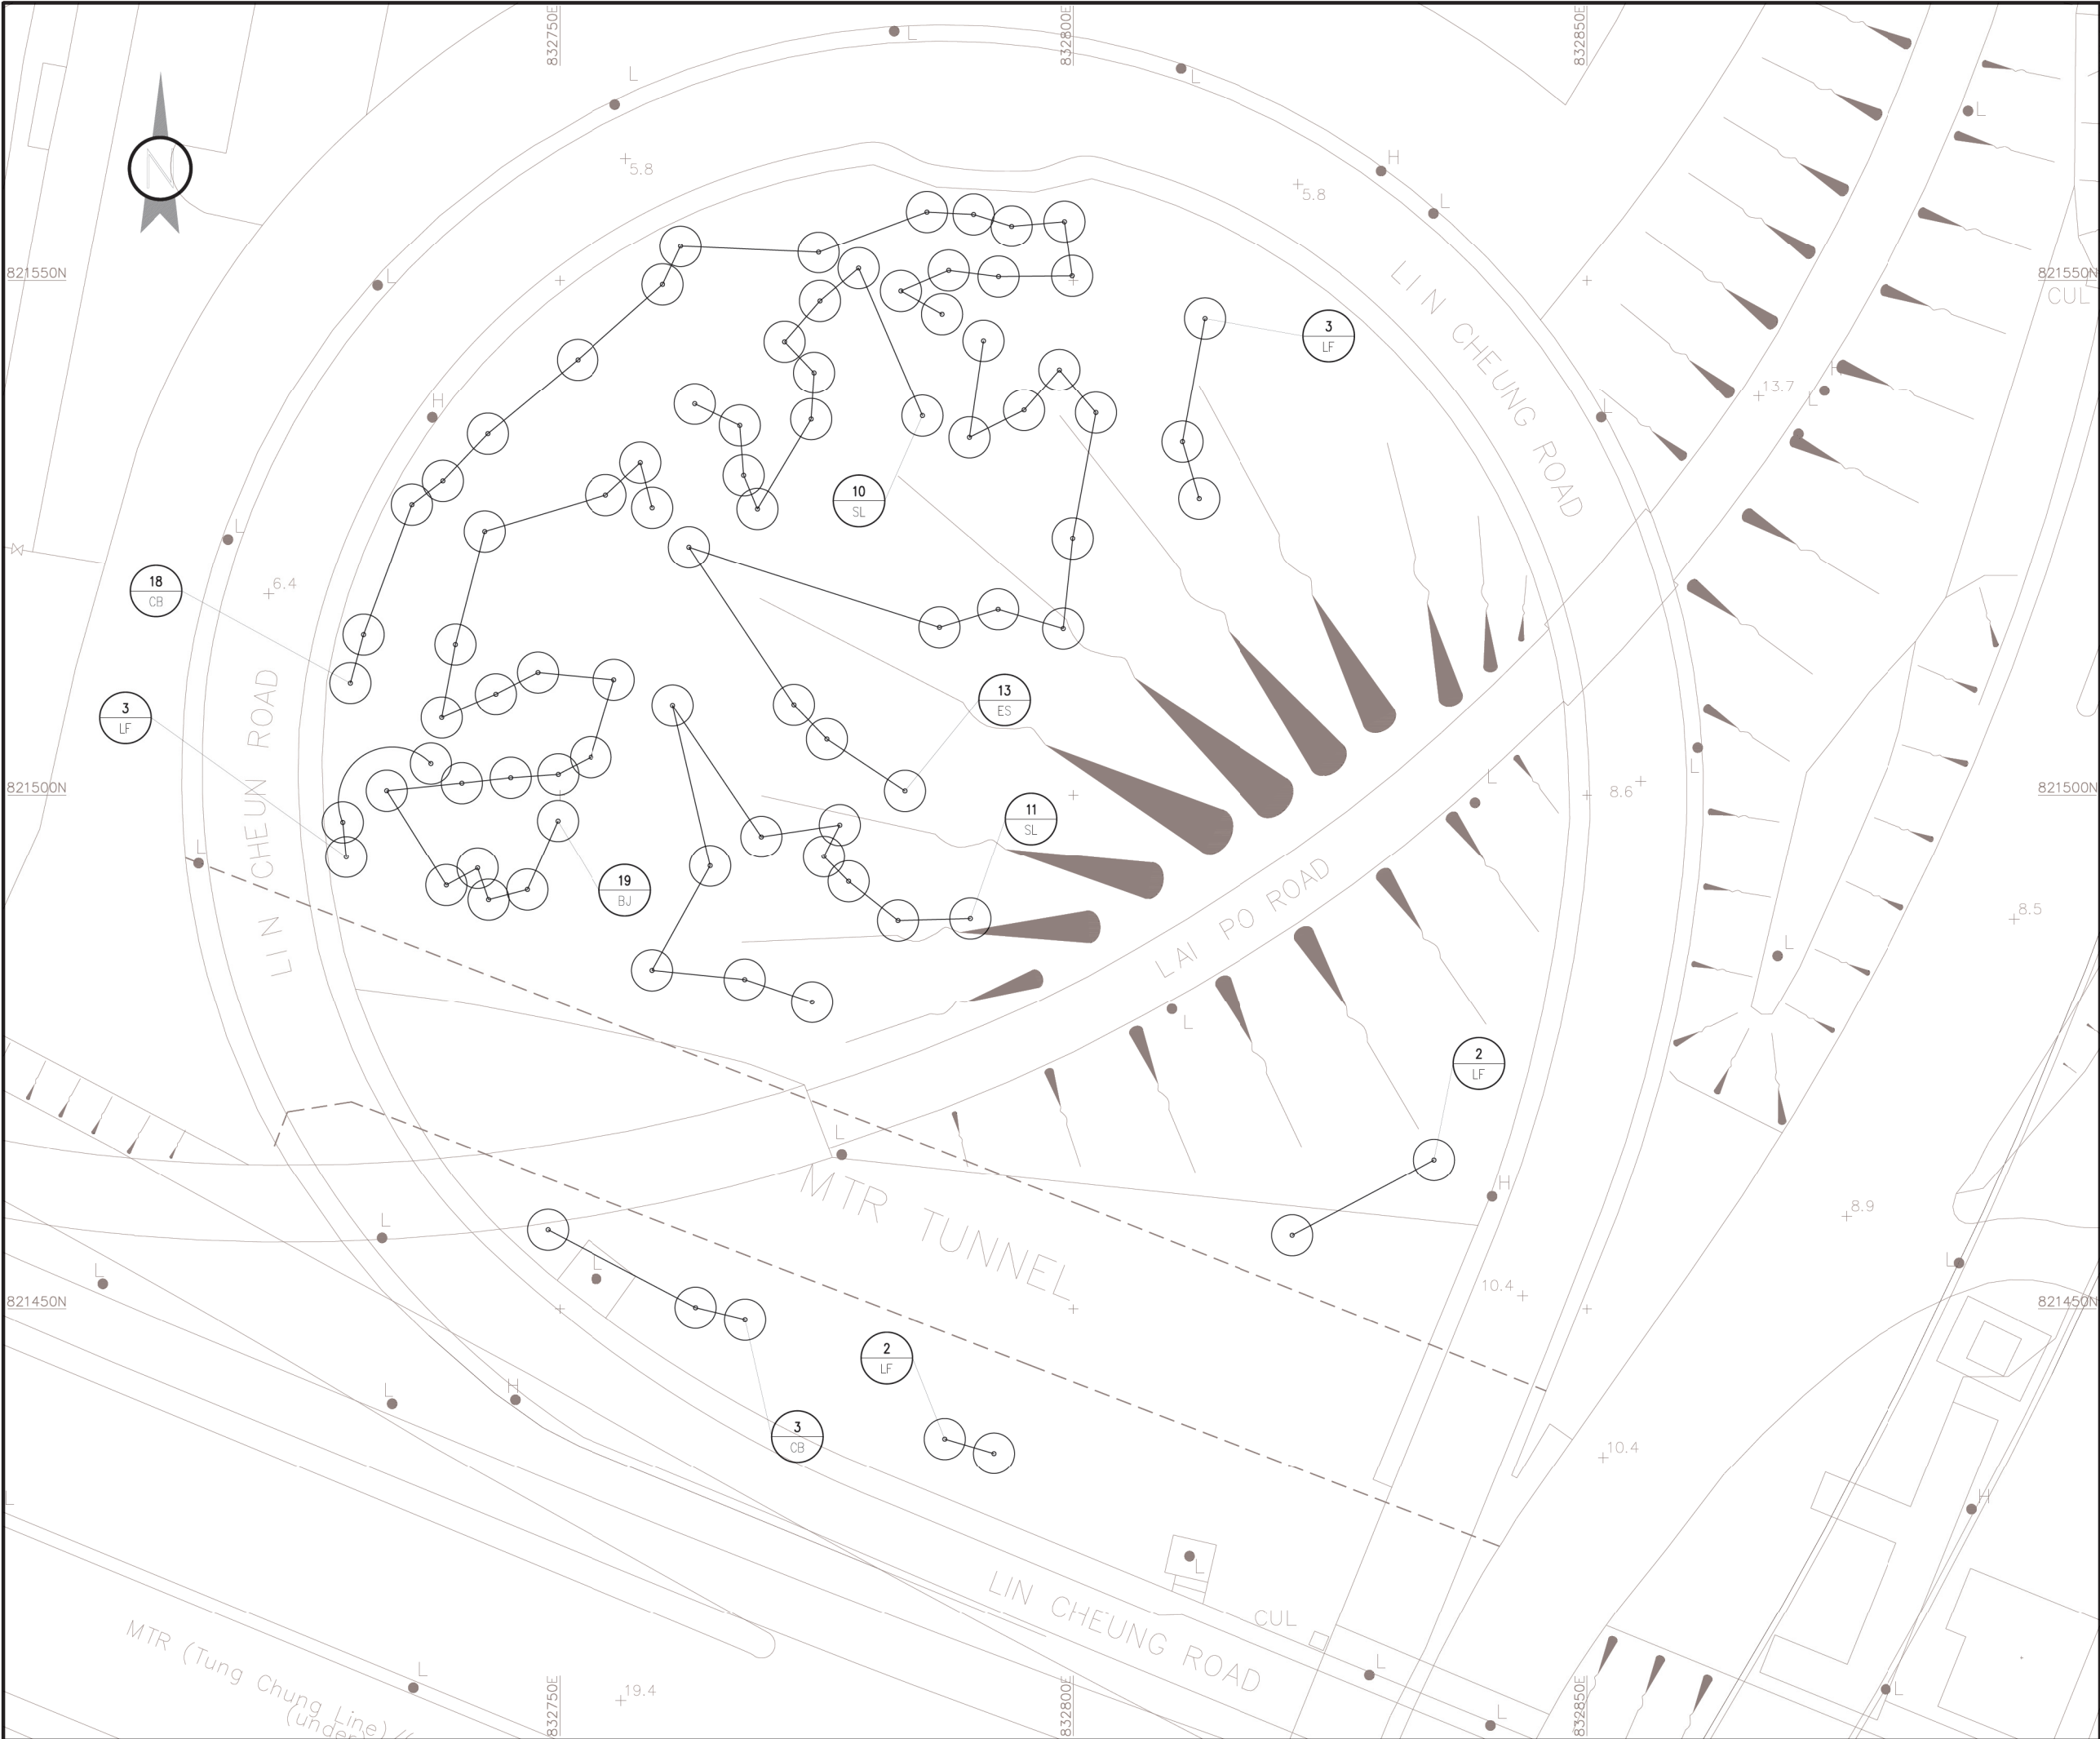 832750E
832800E
832850E
L
L
L
L
H
L
L
N
5.8
5.8
821550N
821550N
CUL
L
LIN CHEUNG ROAD
3
LF
13.7
H
L
H
L
10
SL
L
18
CB
6.4
3
LF
LIN CHEUN ROAD
13
ES
L
L
8.6
821500N
821500N
11
SL
L
19
BJ
LAI PO ROAD
8.5
L
L
2
LF
L
MTR TUNNEL
H
8.9
L
L
L
L
10.4
821450N
821450N
2
LF
3
CB
L
H
10.4
L
H
L
LIN CHEUNG ROAD
CUL
MTR (Tung Chung Line) //
(under
L
L
L
19.4
832750E
832800E
832850E
L